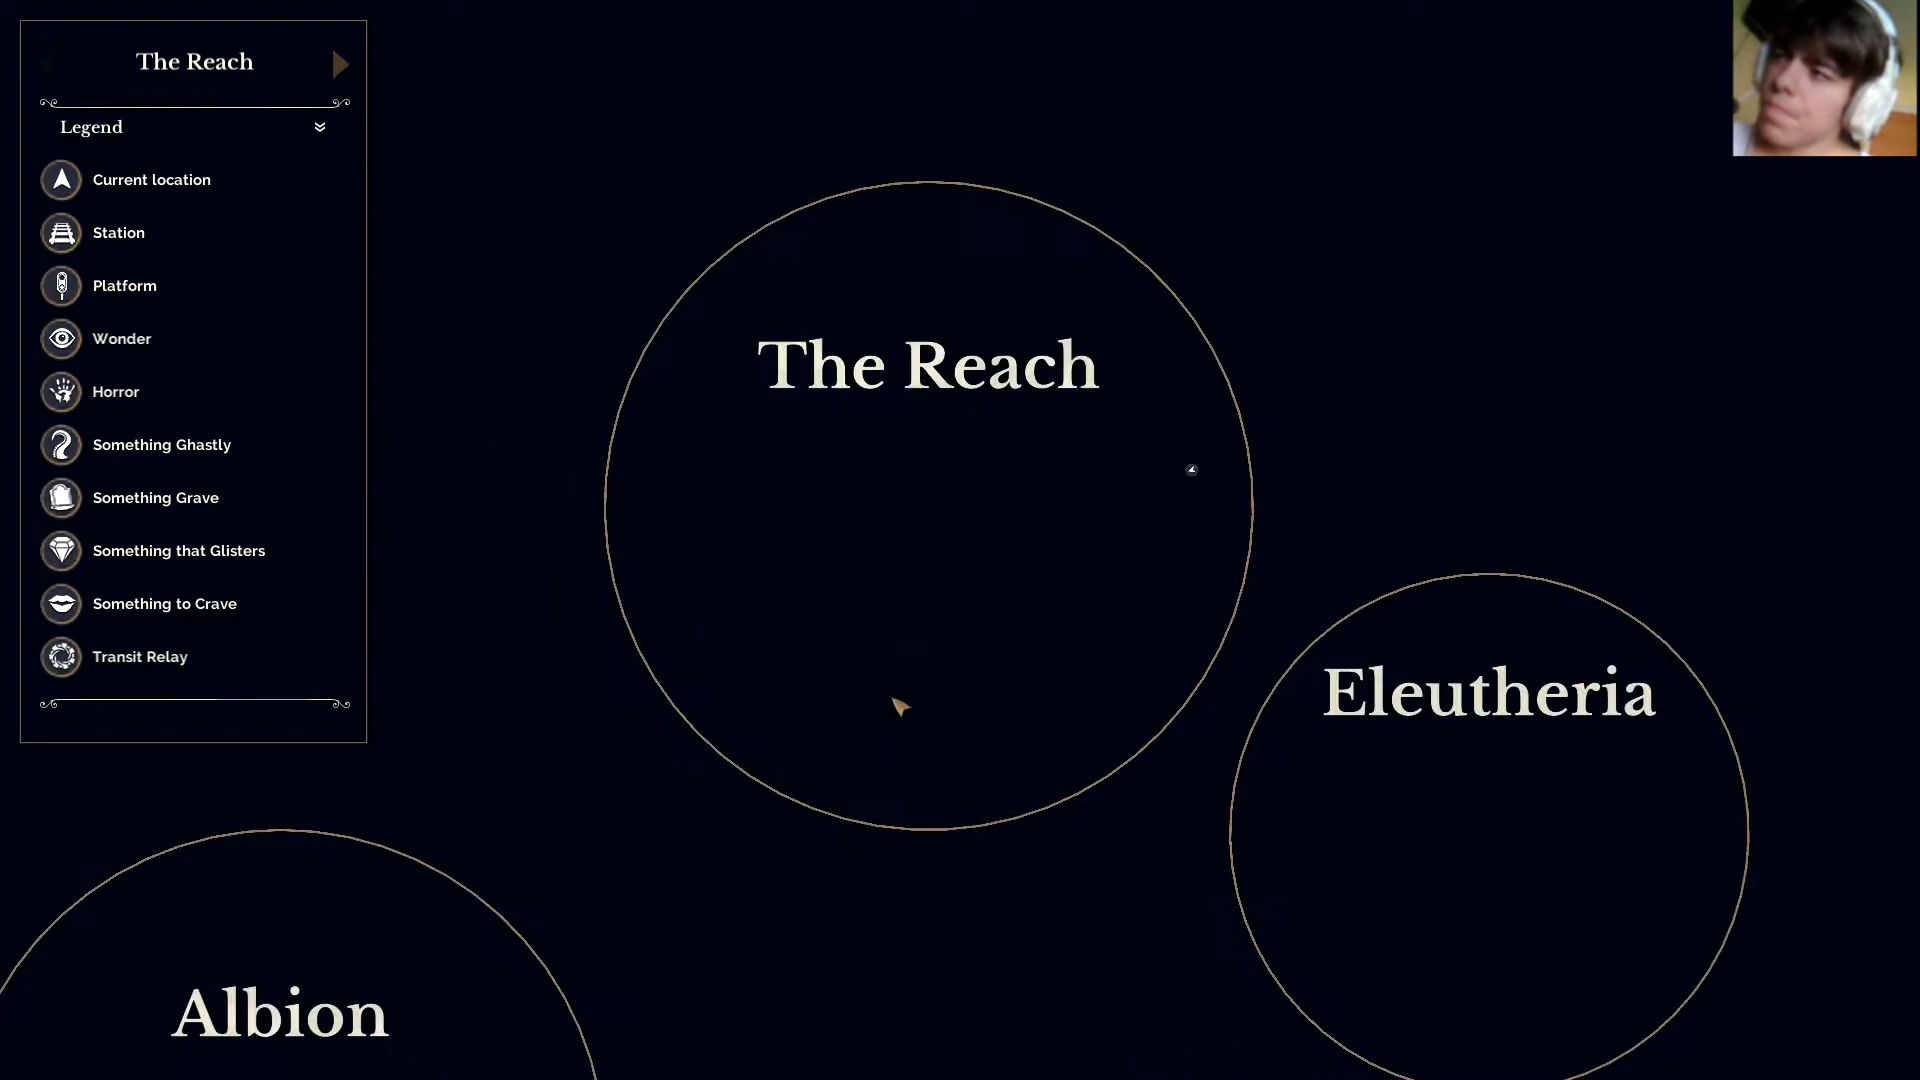 The Reach
Legend
Current location
Station
Platform
Wonder
Horror
Something Ghastly
Something Grave
Something that Glisters
Something to Crave
Transit Relay
The Reach
Eleutheria
Albion